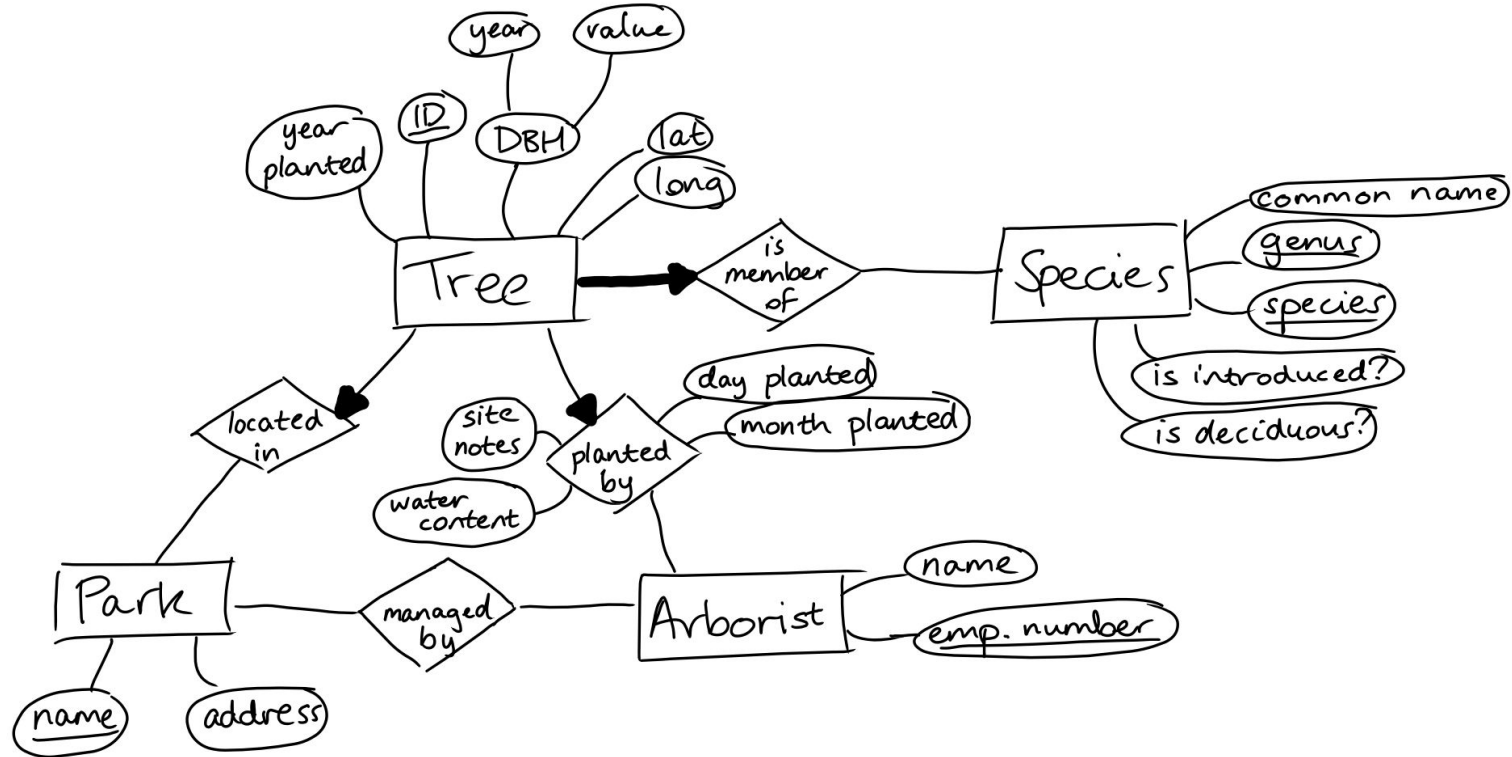 year
value
ID
year
planted
DBH
lat
long
Tree
is
member
of
Species
common name
genus
species
is introduced?
is deciduous?
located
in
site
notes
water
content
planted
by
day planted
month planted
Park
managed
by
Arborist
name
emp. number
name
address